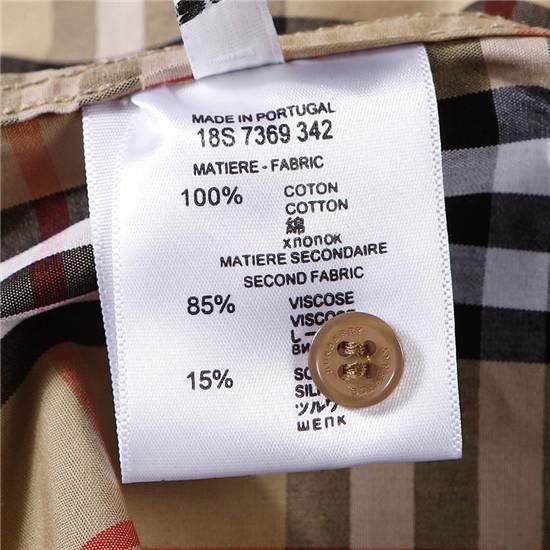 MADE IN PORTUGAL
18S 7369 342
MATIERE - FABRIC
100% COTON
COTTON
綿
хлопок
MATIERE SECONDAIRE
SECOND FABRIC
85% VISCOSE
VISCOSE
15%
ШЕПК